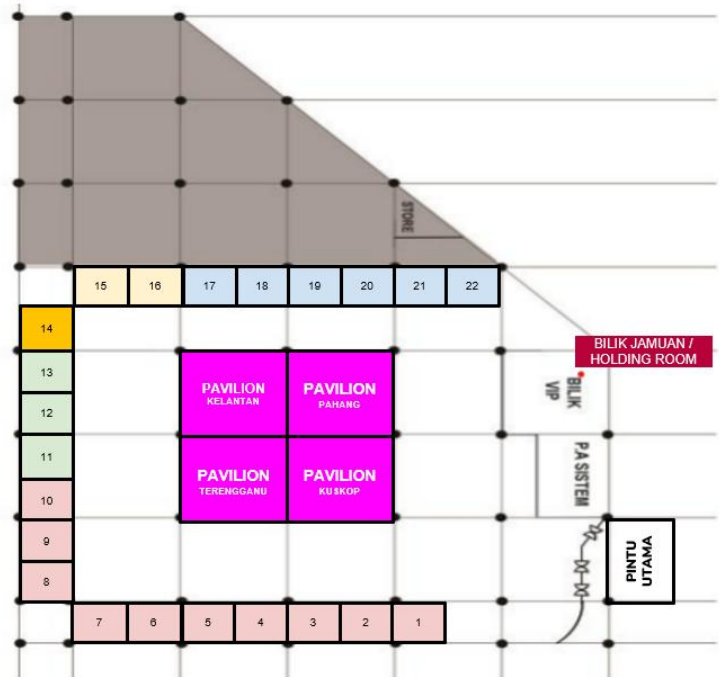 STORE
15 16 17 18 19 20 21 22
14
BILIK JAMUAN /
HOLDING ROOM
13
PAVILION
KELANTAN
PAVILION
PAHANG
BILIK
VIP
12
11
PAVILION
TERENGGANU
PAVILION
KUSKOP
P.A SISTEM
10
9
8
PINTU
UTAMA
7 6 5 4 3 2 1